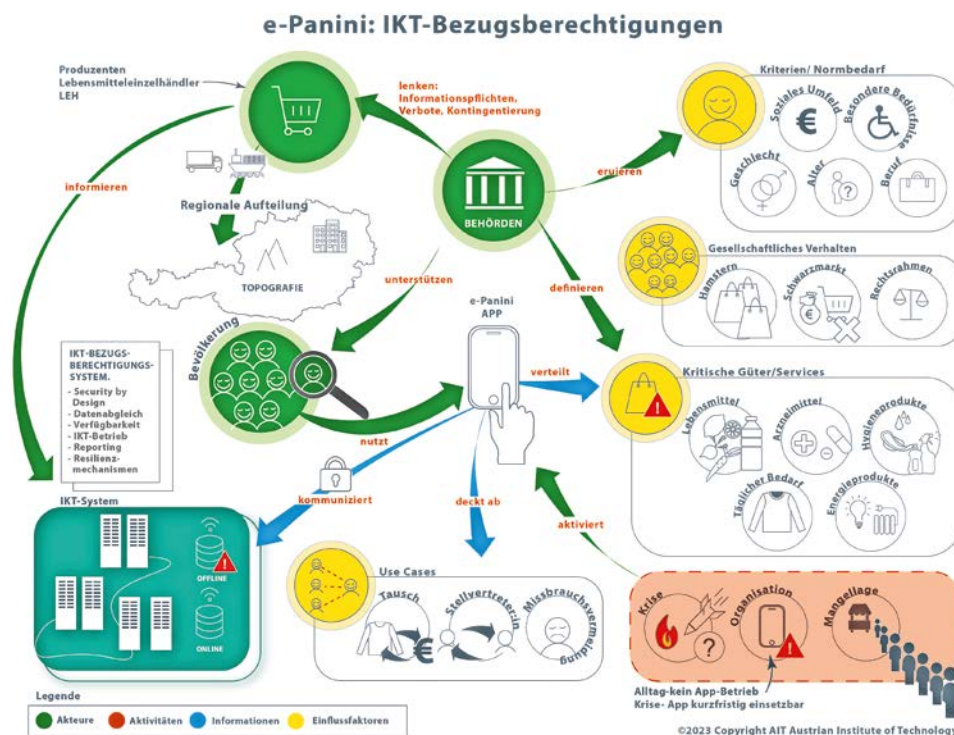 e-Panini: IKT-Bezugsberechtigungen
Produzenten
Lebensmitteleinzelhändler
LEH
lenken:
Informationspflichten,
Verbote, Kontingentierung
informieren
Regionale Aufteilung
TOPOGRAFIE
BEHÖRDEN
eruieren
unterstützen
definieren
Kriterien/ Normbedarf
Soziales Umfeld
Besondere Bedürfnisse
Geschlecht
Alter
Beruf
Gesellschaftliches Verhalten
Hamstern
Schwarzmarkt
Rechtsrahmen
e-Panini
APP
Bevölkerung
nutzt
verteilt
Kritische Güter/Services
Lebensmittel
Arzneimittel
Hygieneprodukte
Täglicher Bedarf
Energieprodukte
IKT-BEZUGS-
BERECHTIGUNGS-
SYSTEM.
- Security by
Design
- Datenabgleich
- Verfügbarkeit
- IKT-Betrieb
- Reporting
- Resilienz-
mechanismen
IKT-System
OFFLINE
ONLINE
kommuniziert
deckt ab
aktiviert
Use Cases
Tausch
Stellvertreter:in
Missbrauchsvermeidung
Krise
Organisation
Mangellage
Alltag-kein App-Betrieb
Krise- App kurzfristig einsetzbar
Legende
Akteure
Aktivitäten
Informationen
Einflussfaktoren
©2023 Copyright AIT Austrian Institute of Technology